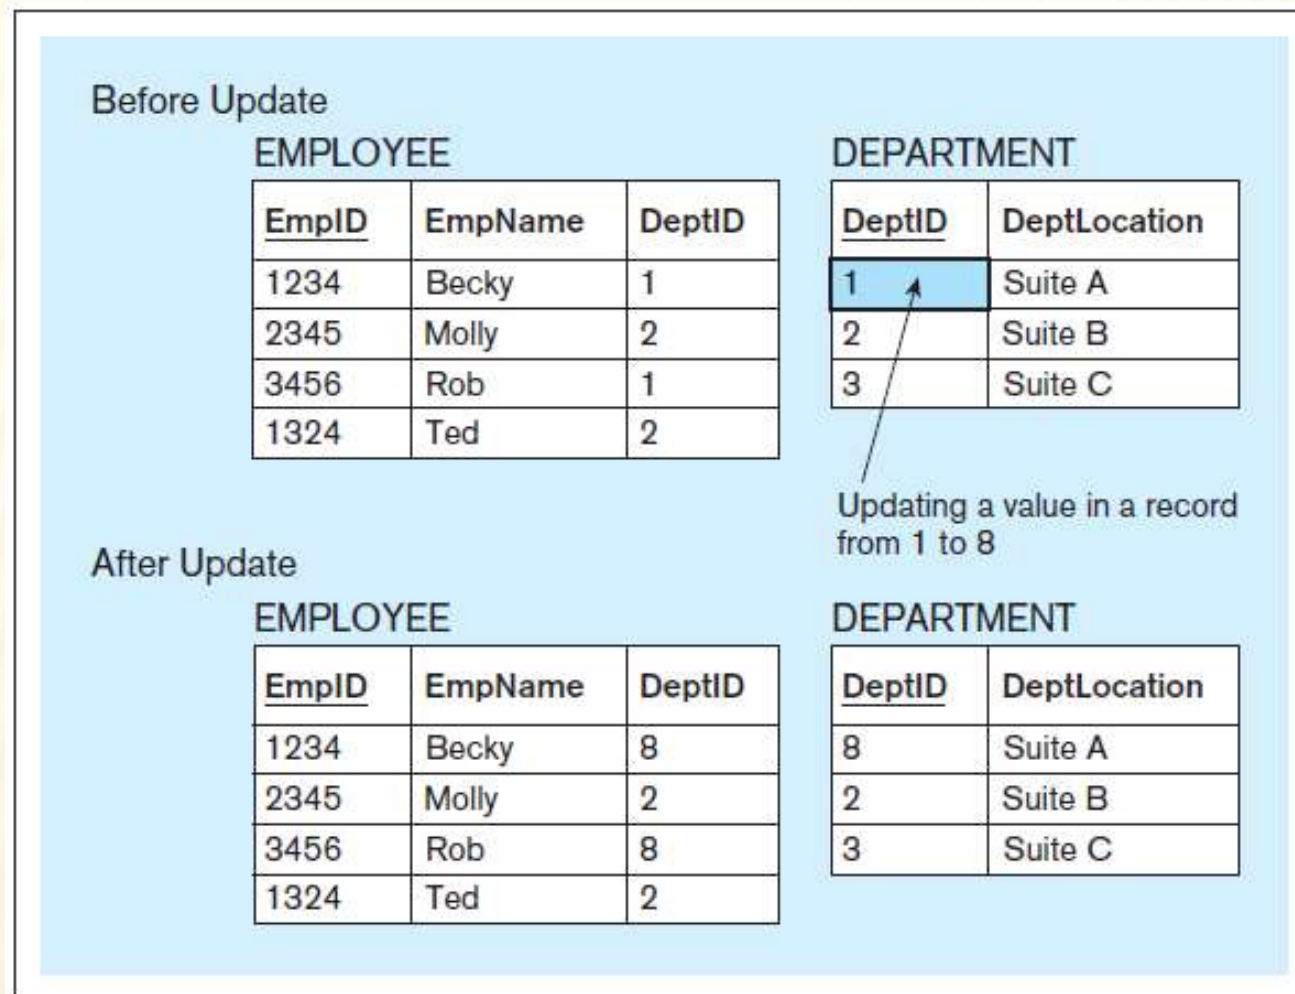 Before Update
EMPLOYEE
EmpID EmpName DeptID
1234 Becky 1
2345 Molly 2
3456 Rob 1
1324 Ted 2
DEPARTMENT
DeptID DeptLocation
1 Suite A
2 Suite B
3 Suite C
Updating a value in a record
from 1 to 8
After Update
EMPLOYEE
EmpID EmpName DeptID
1234 Becky 8
2345 Molly 2
3456 Rob 8
1324 Ted 2
DEPARTMENT
DeptID DeptLocation
8 Suite A
2 Suite B
3 Suite C